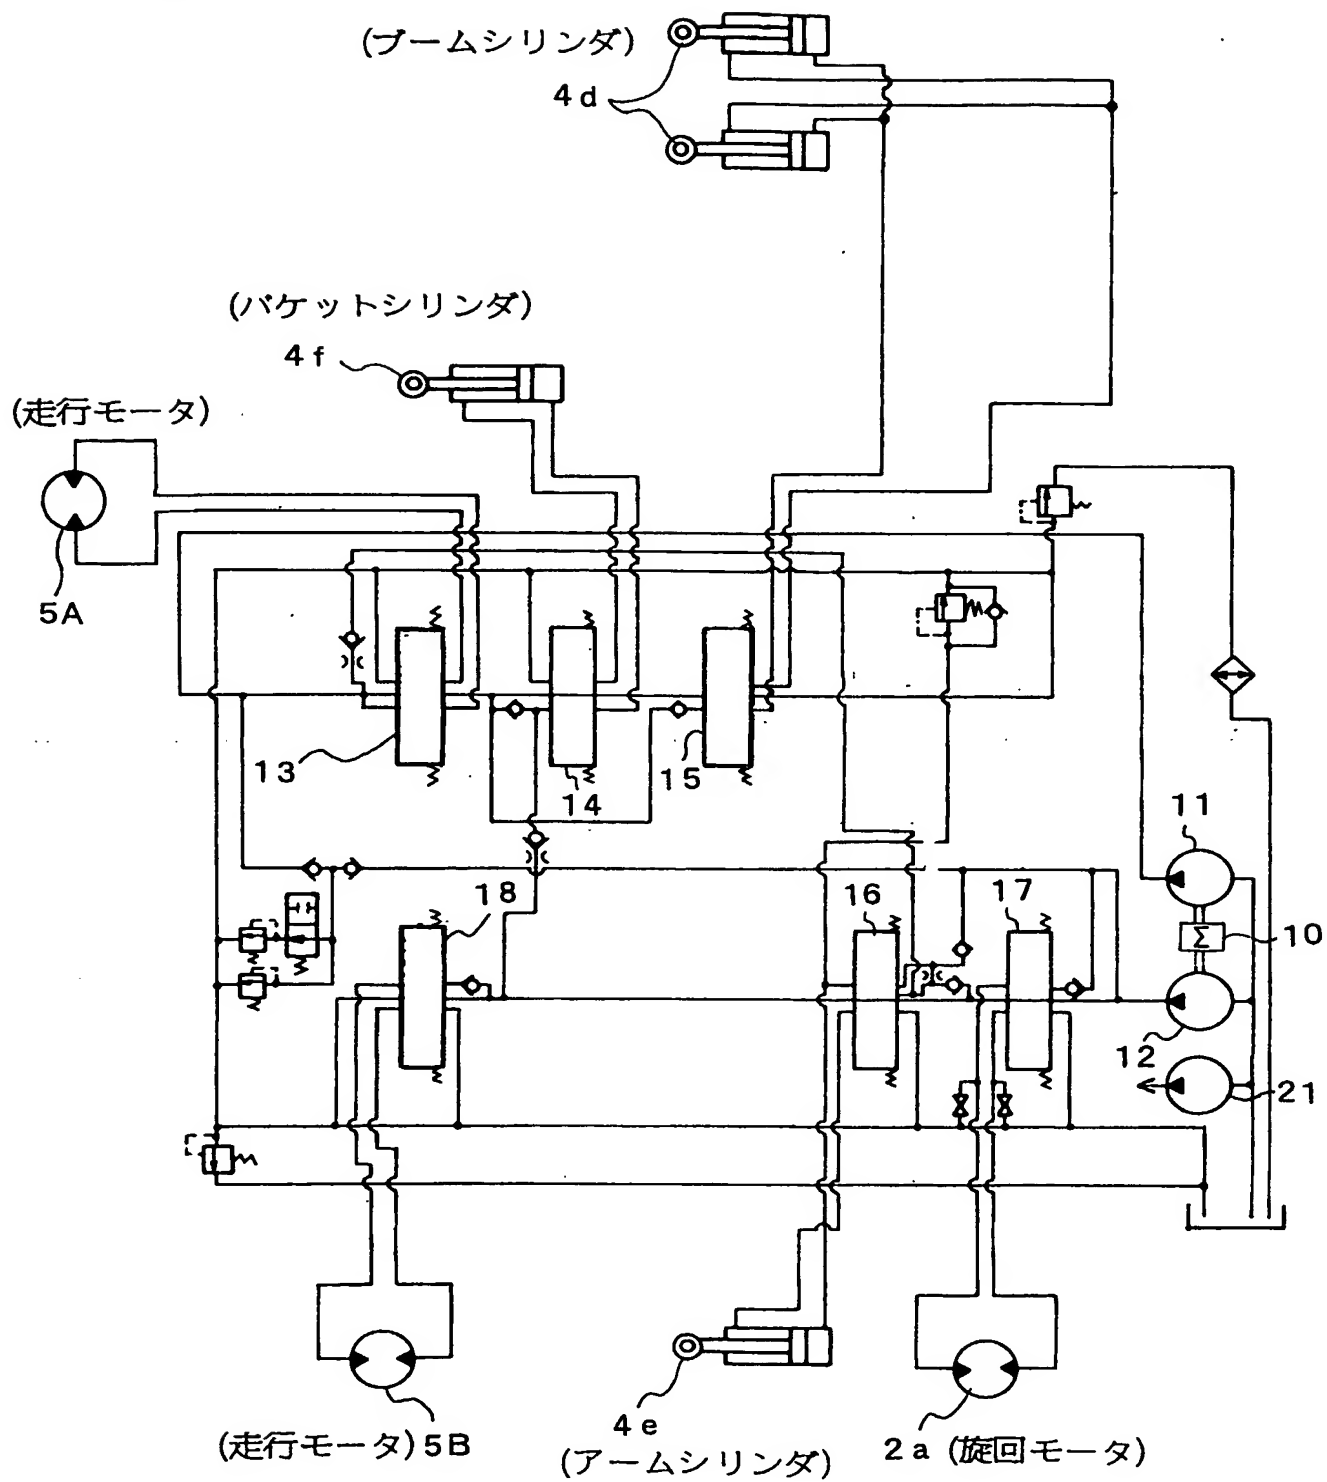 (ブームシリンダ)
4d
(バケットシリンダ)
4f
(走行モータ)
5A
13
14
15
11
18
16
17
Σ
10
12
21
(走行モータ)5B
4e
(アームシリンダ)
2a (旋回モータ)